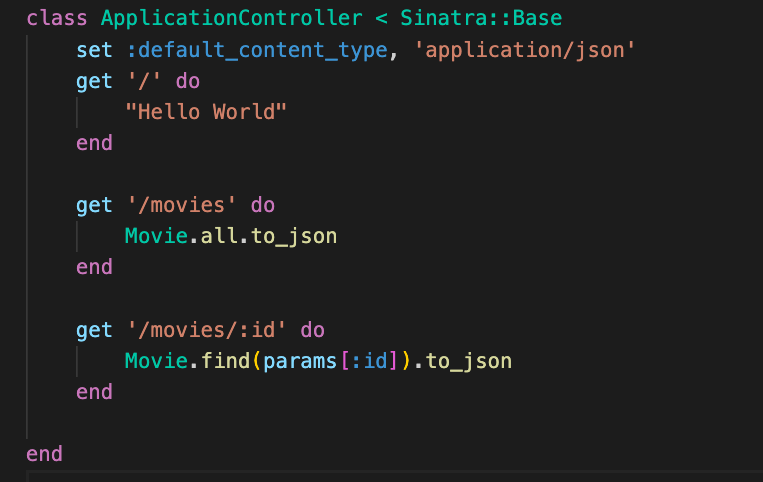 class ApplicationController < Sinatra::Base
    set :default_content_type, 'application/json'
    get '/' do
        "Hello World"
    end

    get '/movies' do
        Movie.all.to_json
    end

    get '/movies/:id' do
        Movie.find(params[:id]).to_json
    end

end